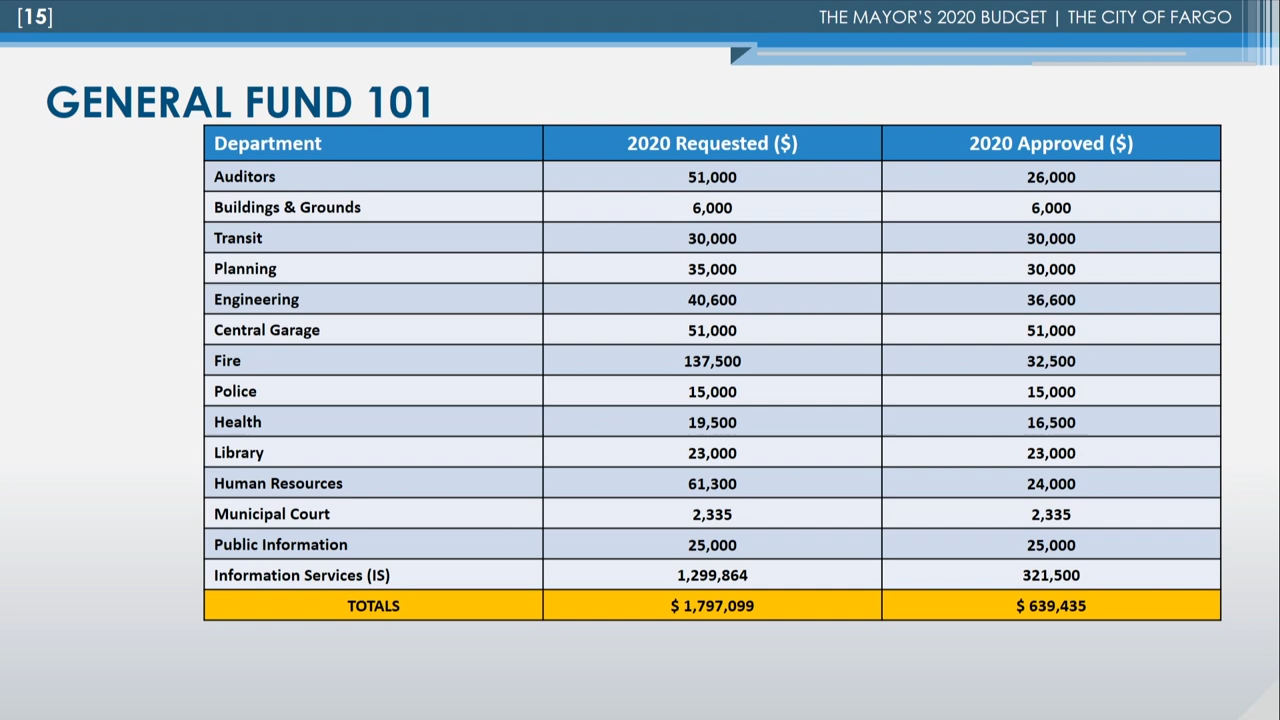 [15] THE MAYOR'S 2020 BUDGET | THE CITY OF FARGO
GENERAL FUND 101
Department 2020 Requested ($) 2020 Approved ($)
Auditors 51,000 26,000
Buildings & Grounds 6,000 6,000
Transit 30,000 30,000
Planning 35,000 30,000
Engineering 40,600 36,600
Central Garage 51,000 51,000
Fire 137,500 32,500
Police 15,000 15,000
Health 19,500 16,500
Library 23,000 23,000
Human Resources 61,300 24,000
Municipal Court 2,335 2,335
Public Information 25,000 25,000
Information Services (IS) 1,299,864 321,500
TOTALS $ 1,797,099 $ 639,435